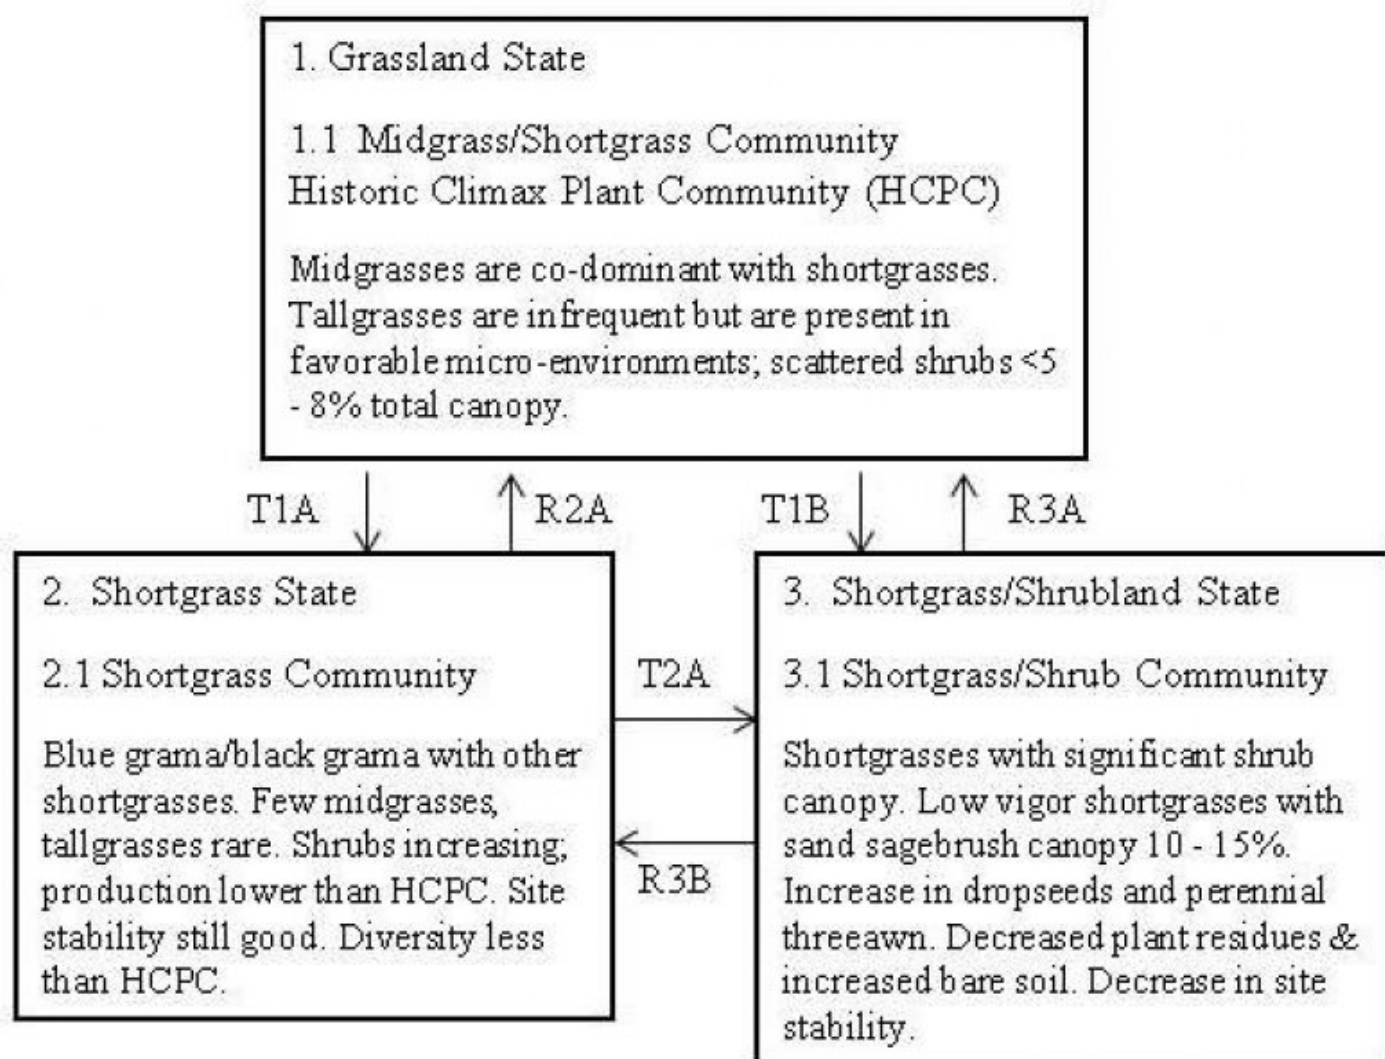 1. Grassland State
1.1 Midgrass/Shortgrass Community
Historic Climax Plant Community (HCPC)
Midgrasses are co-dominant with shortgrasses.
Tallgrasses are infrequent but are present in
favorable micro-environments; scattered shrubs <5
- 8% total canopy.
T1A
R2A
T1B
R3A
2. Shortgrass State
2.1 Shortgrass Community
Blue grama/black grama with other
shortgrasses. Few midgrasses,
tallgrasses rare. Shrubs increasing;
production lower than HCPC. Site
stability still good. Diversity less
than HCPC.
T2A
R3B
3. Shortgrass/Shrubland State
3.1 Shortgrass/Shrub Community
Shortgrasses with significant shrub
canopy. Low vigor shortgrasses with
sand sagebrush canopy 10 - 15%.
Increase in dropseeds and perennial
threeawn. Decreased plant residues &
increased bare soil. Decrease in site
stability.